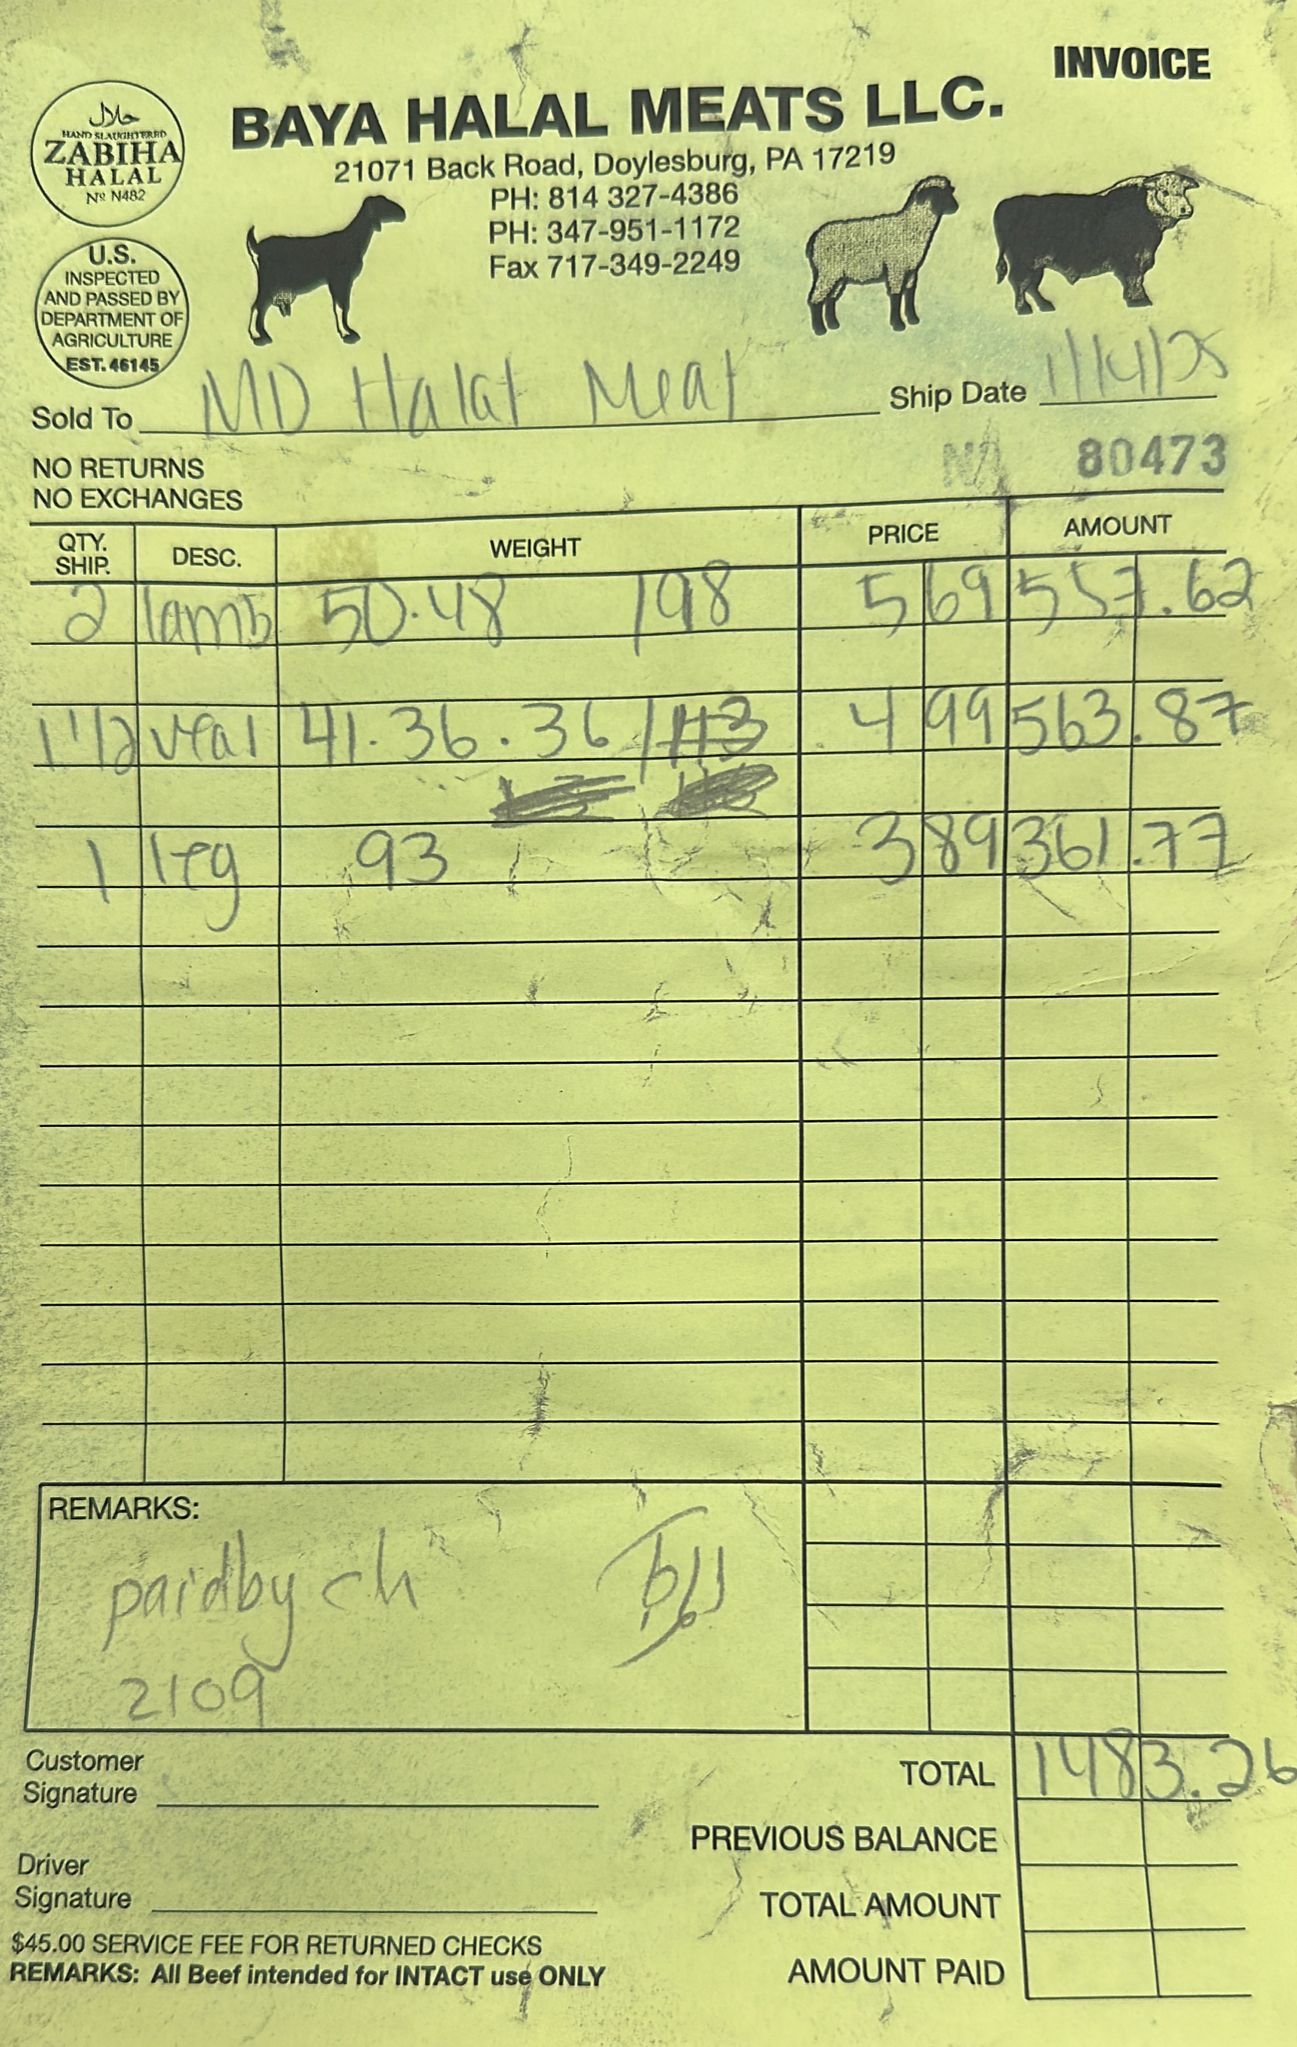 INVOICE
حلال
HAND SLAUGHTERED
ZABIHA
HALAL
Nº N482
BAYA HALAL MEATS LLC.
21071 Back Road, Doylesburg, PA 17219
PH: 814 327-4386
PH: 347-951-1172
Fax 717-349-2249
U.S.
INSPECTED
AND PASSED BY
DEPARTMENT OF
AGRICULTURE
EST. 46145
Sold To MD Halal Meat Ship Date 1/14/25
NO RETURNS
NO EXCHANGES
80473
QTY. SHIP. DESC. WEIGHT PRICE AMOUNT
2 lamb 50.48 /98 5 69 557.62
1 1/2 veal 41.36.36 /113 4 99 563.87
1 leg 93 3 89 361.77
REMARKS:
paid by ch
2109
Customer
Signature
TOTAL 1483.26
PREVIOUS BALANCE
Driver
Signature
TOTAL AMOUNT
$45.00 SERVICE FEE FOR RETURNED CHECKS
REMARKS: All Beef intended for INTACT use ONLY
AMOUNT PAID